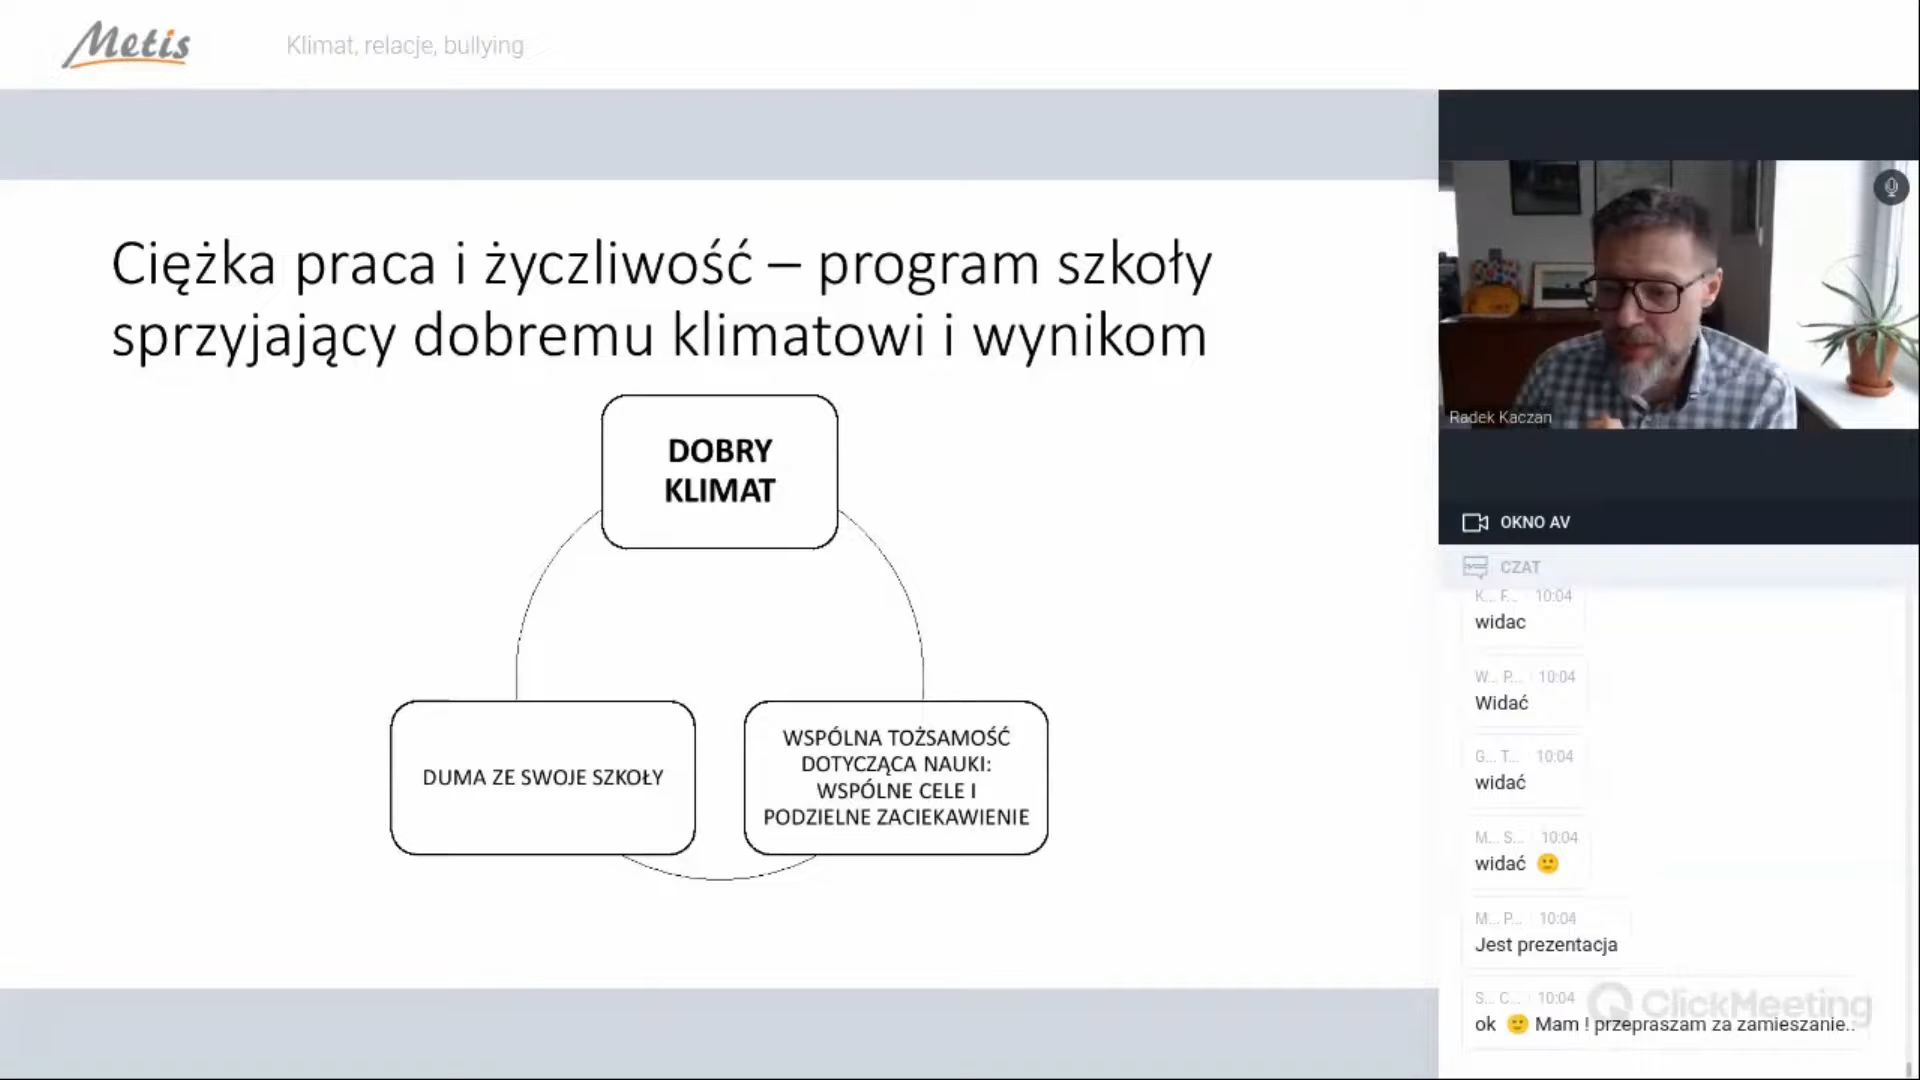 Metis
Klimat, relacje, bullying
Ciężka praca i życzliwość – program szkoły
sprzyjający dobremu klimatowi i wynikom
DOBRY
KLIMAT
DUMA ZE SWOJE SZKOŁY
WSPÓLNA TOŻSAMOŚĆ
DOTYCZĄCA NAUKI:
WSPÓLNE CELE I
PODZIELNE ZACIEKAWIENIE
Radek Kaczan
OKNO AV
CZAT
K... F... 10:04
widac
W... P... 10:04
Widać
G... T... 10:04
widać
M... S... 10:04
widać 🙂
M... P... 10:04
Jest prezentacja
S... C... 10:04
ok 🙂 Mam ! przepraszam za zamieszanie..
ClickMeeting